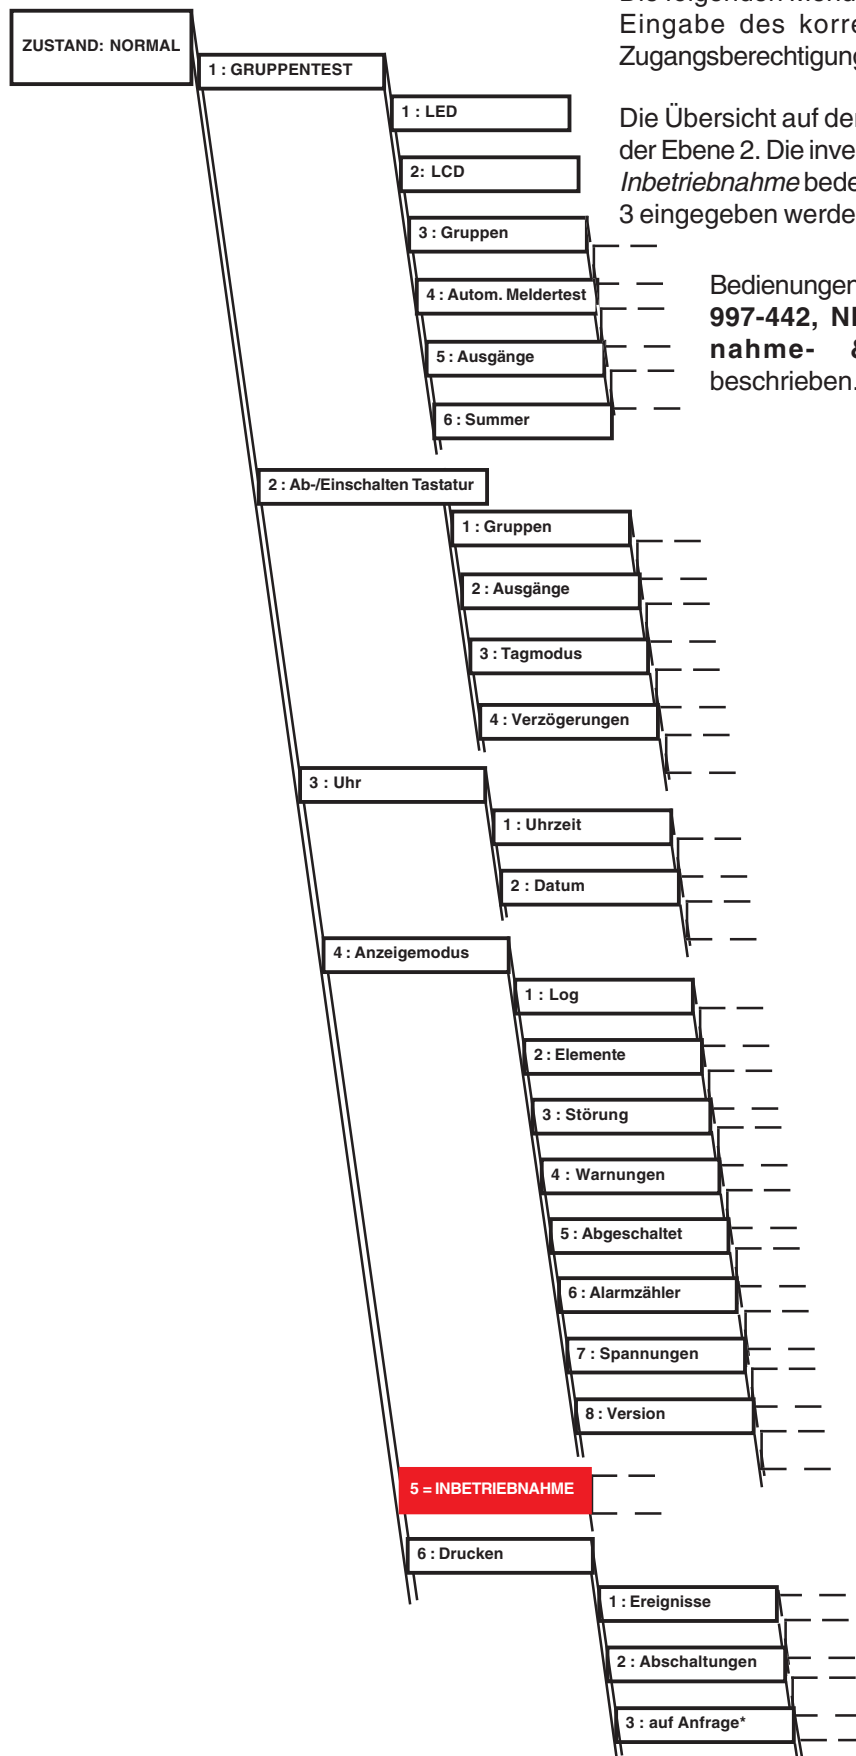 Eingabe des korre
Zugangsberechtigung
Die Übersicht auf der
der Ebene 2. Die inve
Inbetriebnahme bede
3 eingegeben werde
Bedienungen
997-442, N
nahme- &
beschrieben.
ZUSTAND: NORMAL
1 : GRUPPENTEST
1 : LED
2: LCD
3 : Gruppen
4 : Autom. Meldertest
5 : Ausgänge
6 : Summer
2 : Ab-/Einschalten Tastatur
1 : Gruppen
2 : Ausgänge
3 : Tagmodus
4 : Verzögerungen
3 : Uhr
1 : Uhrzeit
2 : Datum
4 : Anzeigemodus
1 : Log
2 : Elemente
3 : Störung
4 : Warnungen
5 : Abgeschaltet
6 : Alarmzähler
7 : Spannungen
8 : Version
5 = INBETRIEBNAHME
6 : Drucken
1 : Ereignisse
2 : Abschaltungen
3 : auf Anfrage*